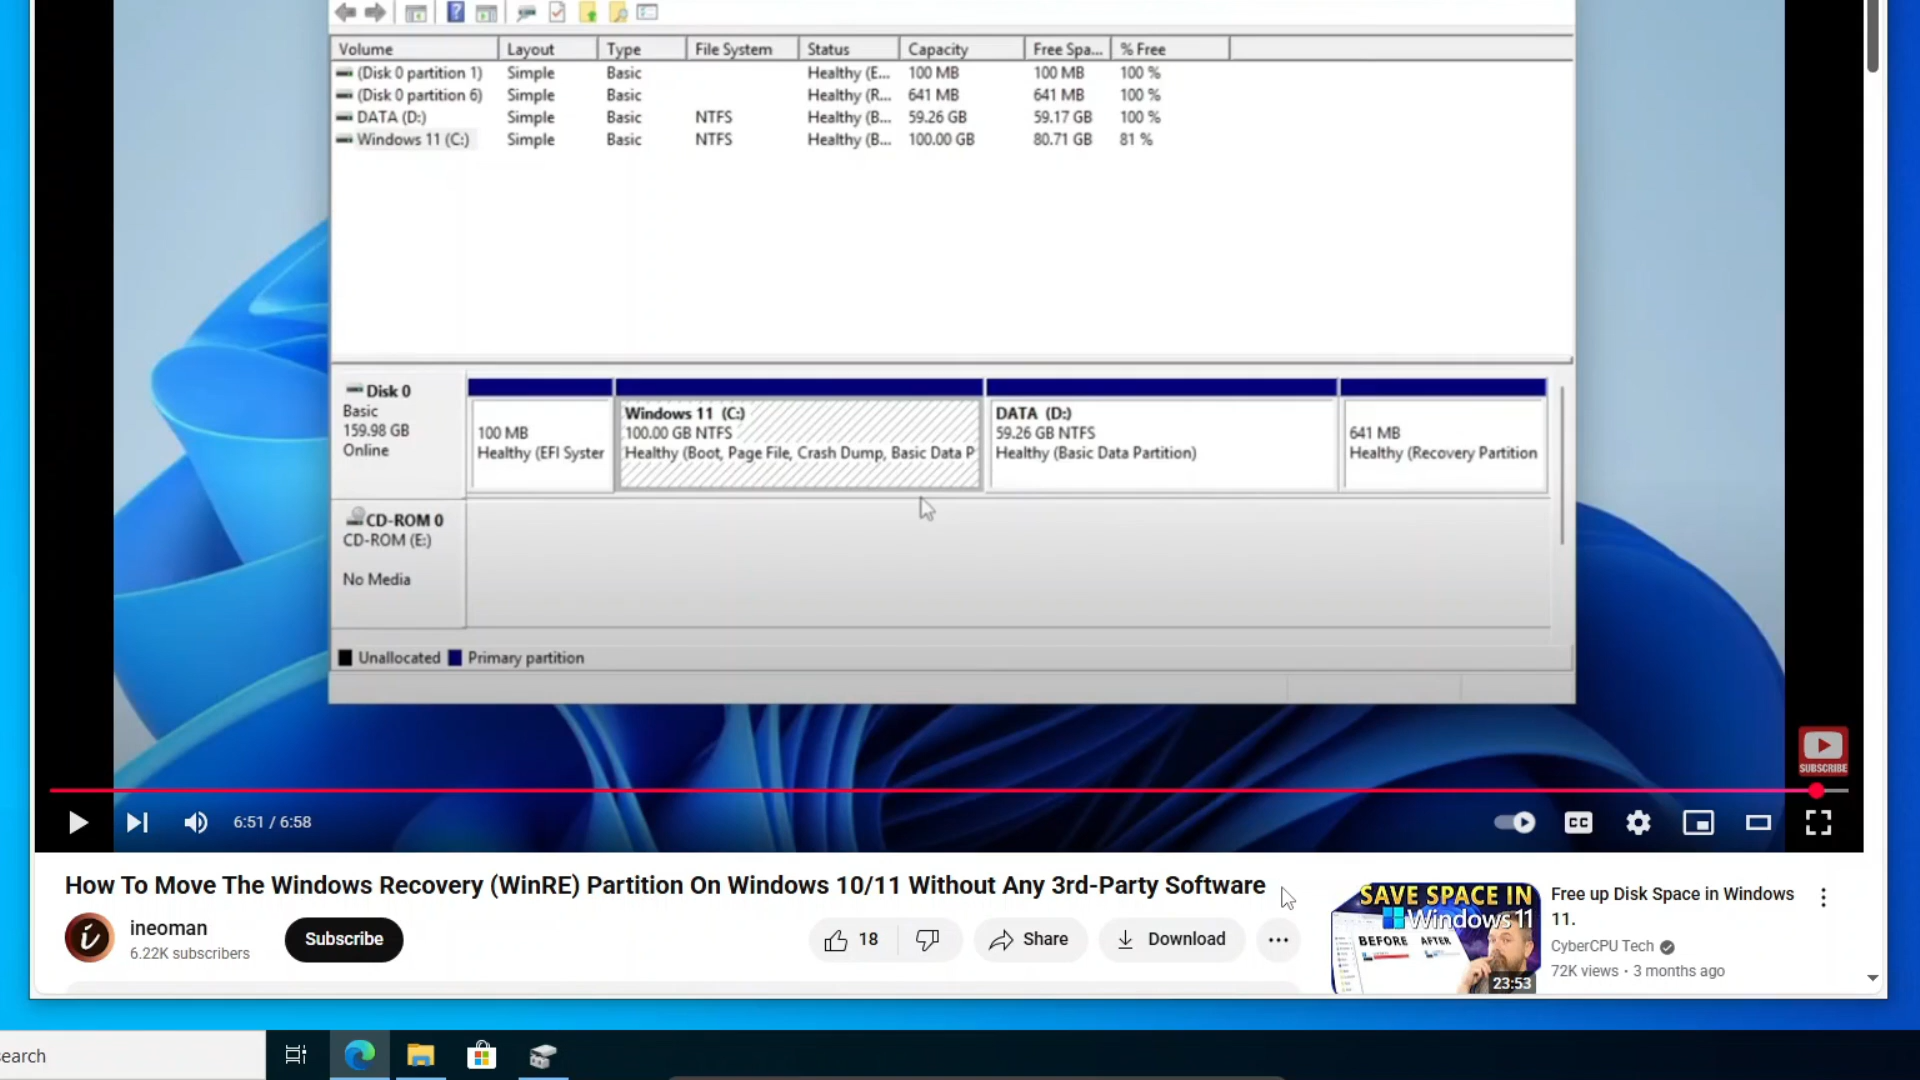 Volume Layout Type File System Status Capacity Free Spa... % Free
(Disk 0 partition 1) Simple Basic Healthy (E... 100 MB 100 MB 100 %
(Disk 0 partition 6) Simple Basic Healthy (R... 641 MB 641 MB 100 %
DATA (D:) Simple Basic NTFS Healthy (B... 59.26 GB 59.17 GB 100 %
Windows 11 (C:) Simple Basic NTFS Healthy (B... 100.00 GB 80.71 GB 81 %
Disk 0
Basic
159.98 GB
Online
100 MB
Healthy (EFI Syster
Windows 11 (C:)
100.00 GB NTFS
Healthy (Boot, Page File, Crash Dump, Basic Data P
DATA (D:)
59.26 GB NTFS
Healthy (Basic Data Partition)
641 MB
Healthy (Recovery Partition
CD-ROM 0
CD-ROM (E:)
No Media
Unallocated Primary partition
SUBSCRIBE
6:51 / 6:58
CC
How To Move The Windows Recovery (WinRE) Partition On Windows 10/11 Without Any 3rd-Party Software
ineoman
6.22K subscribers
Subscribe
18
Share
Download
SAVE SPACE IN
Windows 11
BEFORE AFTER
23:53
Free up Disk Space in Windows
11.
CyberCPU Tech
72K views • 3 months ago
earch